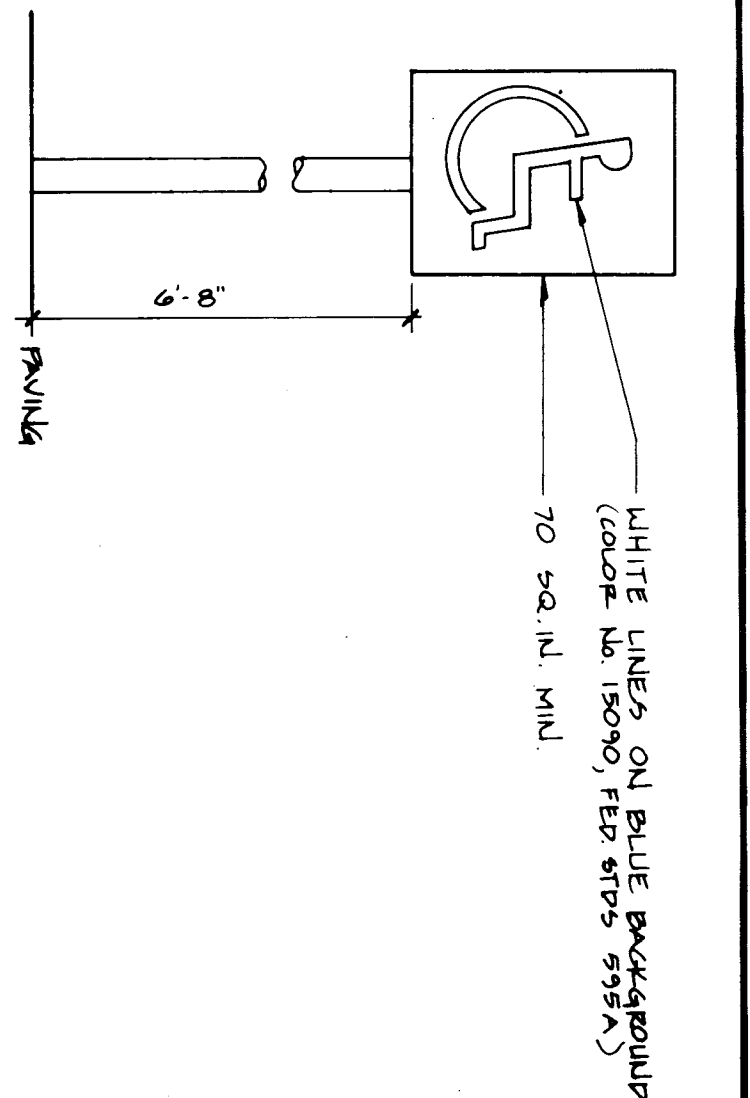 WHITE LINES ON BLUE BACKGROUND
(COLOR No. 15090, FED. STDS 595A)
70 SQ. IN. MIN.
6'-8"
PAVING